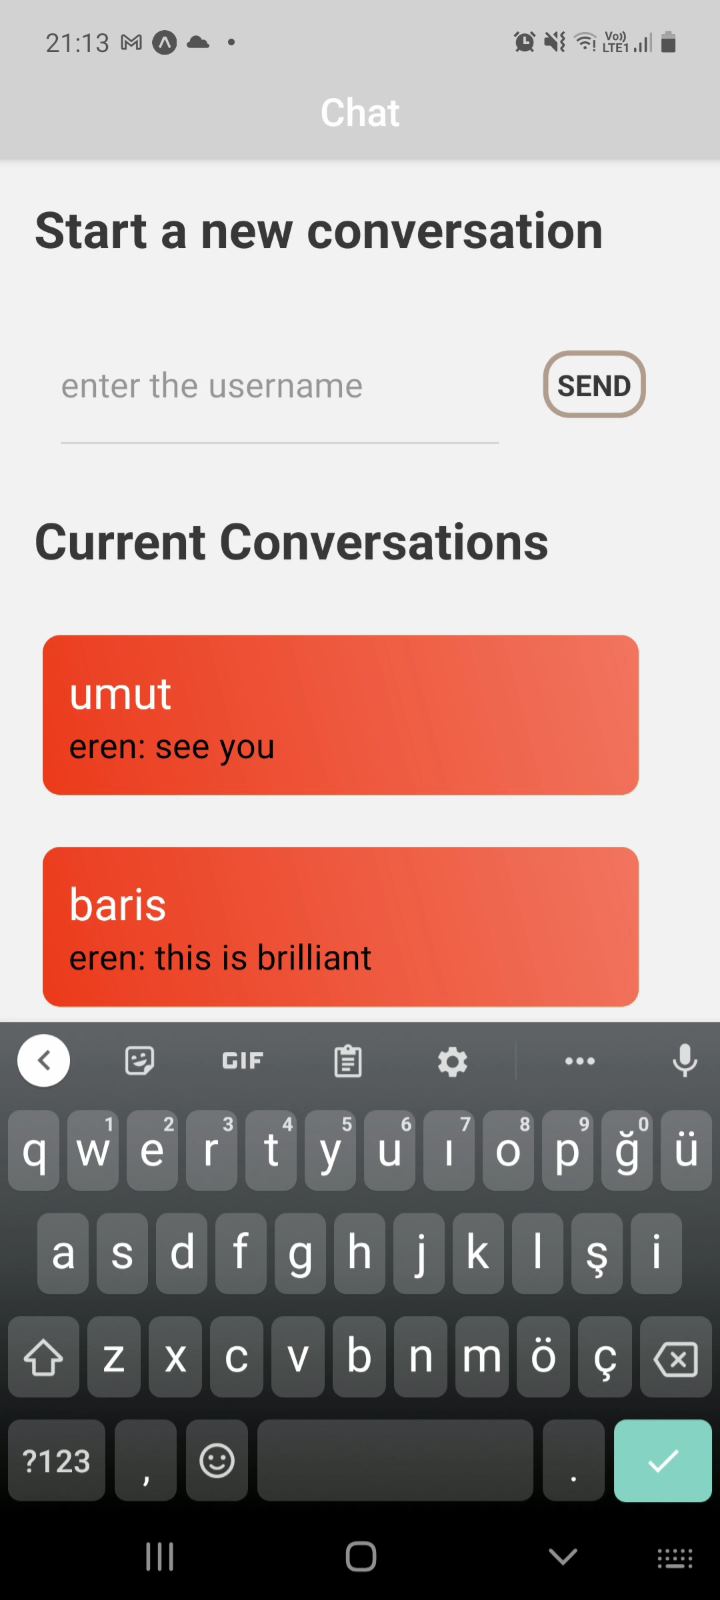 21:13
Vo))
LTE1
Chat
Start a new conversation
enter the username
SEND
Current Conversations
umut
eren: see you
baris
eren: this is brilliant
GIF
1 2 3 4 5 6 7 8 9 0
q w e r t y u ı o p ğ ü
a s d f g h j k l ş i
z x c v b n m ö ç
?123 , .